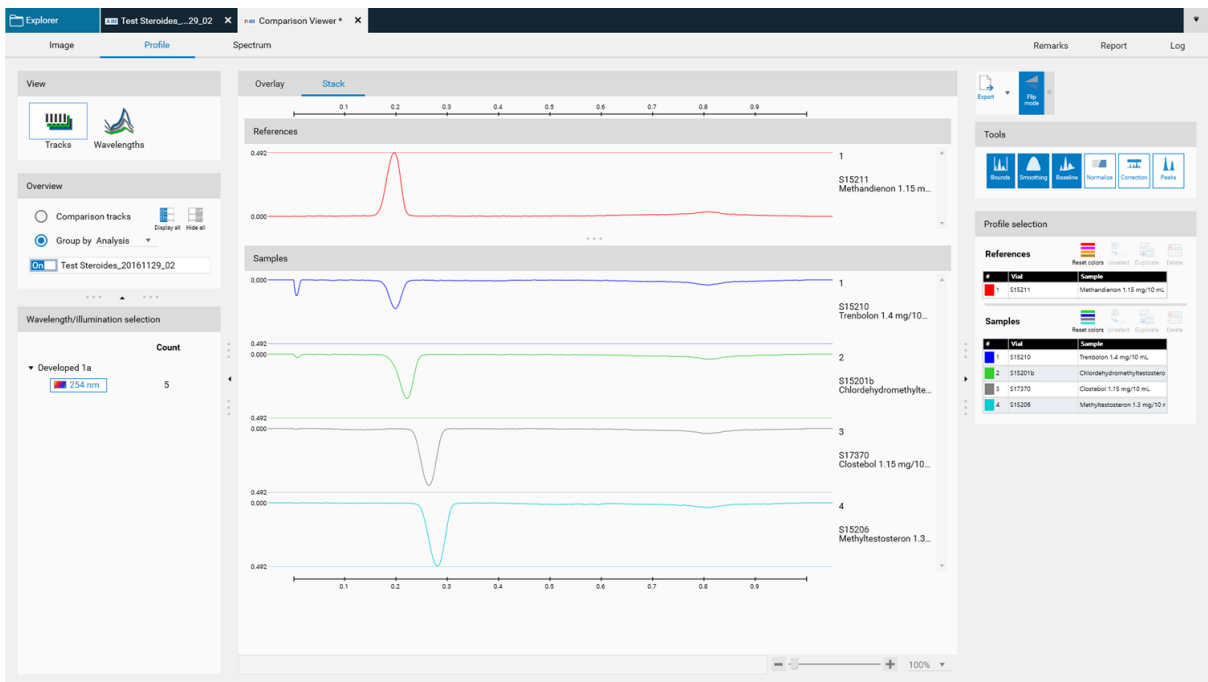 Explorer
Test Steroides_...29_02
Comparison Viewer *
Image
Profile
Spectrum
Remarks
Report
Log
View
Tracks
Wavelengths
Overview
Comparison tracks
Display all
Hide all
Group by
Analysis
On
Test Steroides_20161129_02
Wavelength/illumination selection
Count
Developed 1a
254 nm
5
Overlay
Stack
0.1 0.2 0.3 0.4 0.5 0.6 0.7 0.8 0.9
References
0.492
0.000
1
S15211
Methandienon 1.15 m...
Samples
0.000
0.492
1
S15210
Trenbolon 1.4 mg/10...
0.000
0.492
2
S15201b
Chlordehydromethylte...
0.000
0.492
3
S17370
Clostebol 1.15 mg/10...
0.000
0.492
4
S15206
Methyltestosteron 1.3...
0.1 0.2 0.3 0.4 0.5 0.6 0.7 0.8 0.9
100%
Export
Flip
mode
Tools
Bounds
Smoothing
Baseline
Normalize
Correction
Peaks
Profile selection
References
Reset colors
Unselect
Duplicate
Delete
# Vial Sample
1 S15211 Methandienon 1.15 mg/10 mL
Samples
Reset colors
Unselect
Duplicate
Delete
# Vial Sample
1 S15210 Trenbolon 1.4 mg/10 mL
2 S15201b Chlordehydromethyltestostero
3 S17370 Clostebol 1.15 mg/10 mL
4 S15206 Methyltestosteron 1.3 mg/10 r